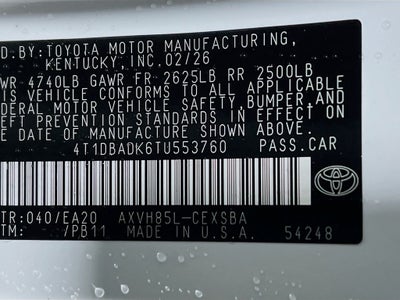 D.BY:TOYOTA MOTOR MANUFACTURING,
KENTUCKY,INC.02/26
WR 4740LB GAWR FR 2625LB RR 2500LB
IS VEHICLE CONFORMS TO ALL APPLICABLE
DERAL MOTOR VEHICLE SAFETY, BUMPER,AND
EFT PREVENTION STANDARDS IN EFFECT ON
E DATE OF MANUFACTURE SHOWN ABOVE.
4T1DBADK6TU553760 PASS.CAR
TR:040/EA20 AXVH85L-CEXSBA
TM: -/PB11 MADE IN U.S.A. 54248